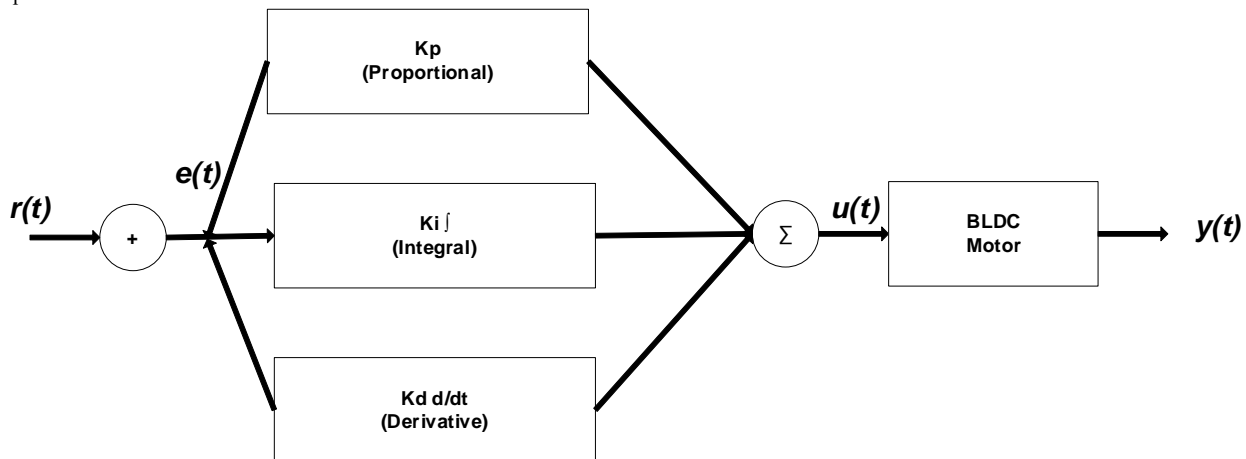 Kp
(Proportional)
e(t)
r(t)
+
Ki ∫
(Integral)
Σ
u(t)
BLDC
Motor
y(t)
Kd d/dt
(Derivative)